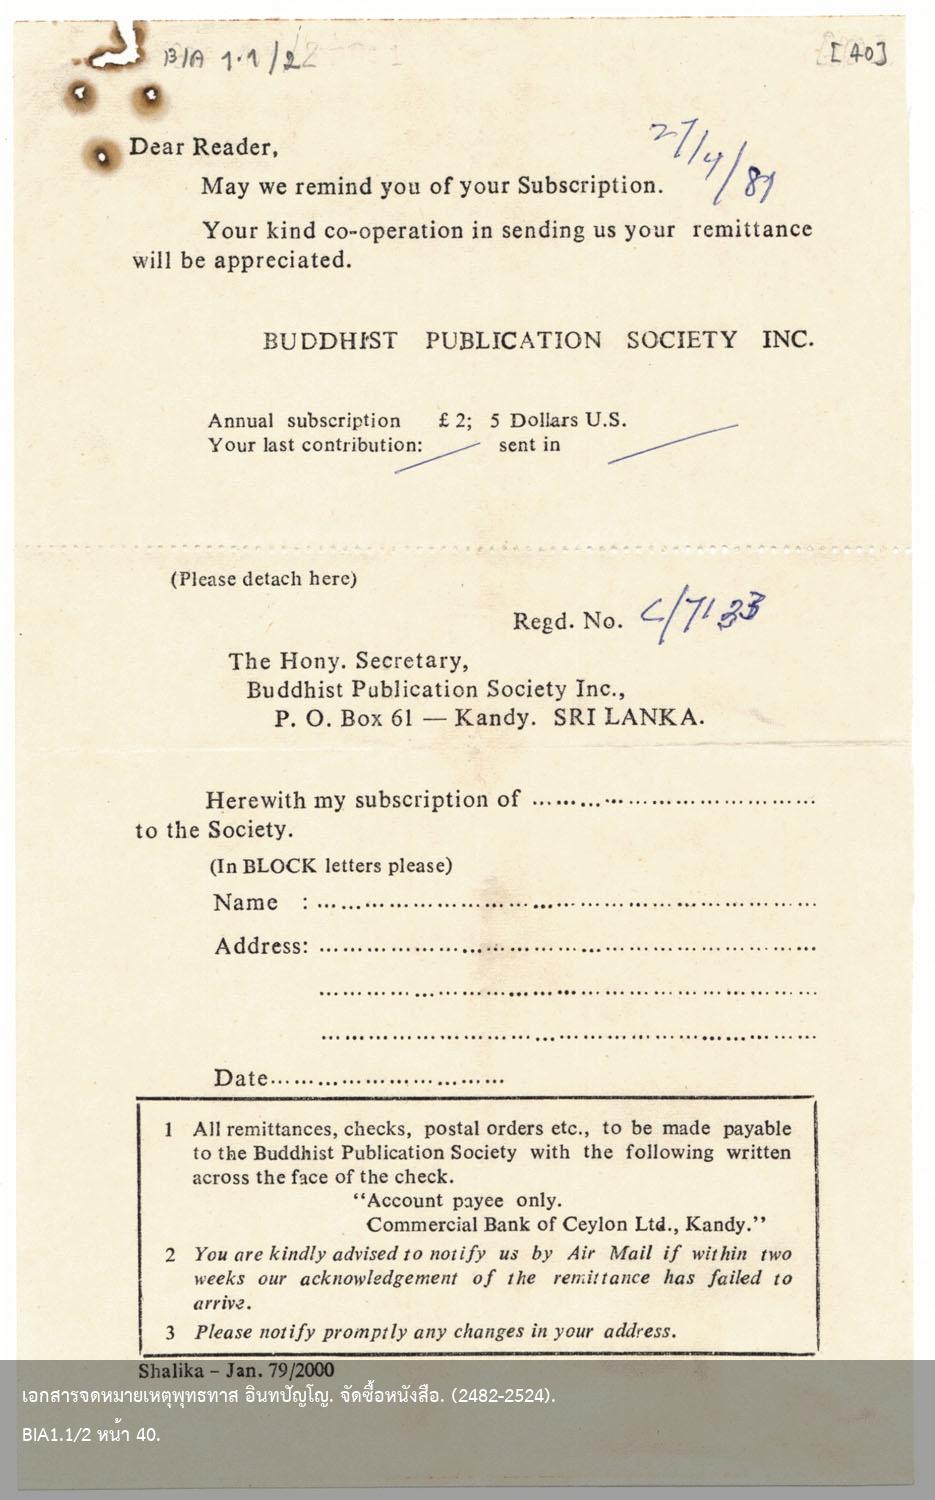 BIA 1.1/2
[40]
Dear Reader,
27/4/81
May we remind you of your Subscription.
Your kind co-operation in sending us your remittance
will be appreciated.
BUDDHIST PUBLICATION SOCIETY INC.
Annual subscription £ 2; 5 Dollars U.S.
Your last contribution: sent in
(Please detach here)
Regd. No. C/7133
The Hony. Secretary,
Buddhist Publication Society Inc.,
P. O. Box 61 — Kandy. SRI LANKA.
Herewith my subscription of ....................................
to the Society.
(In BLOCK letters please)
Name : ............................................................
Address: ............................................................
............................................................
............................................................
Date..............................
1 All remittances, checks, postal orders etc., to be made payable
to the Buddhist Publication Society with the following written
across the face of the check.
“Account payee only.
Commercial Bank of Ceylon Ltd., Kandy.”
2 You are kindly advised to notify us by Air Mail if within two
weeks our acknowledgement of the remittance has failed to
arrive.
3 Please notify promptly any changes in your address.
Shalika – Jan. 79/2000
เอกสารจดหมายเหตุพุทธทาส อินทปัญโญ. จัดซื้อหนังสือ. (2482-2524).
BIA1.1/2 หน้า 40.